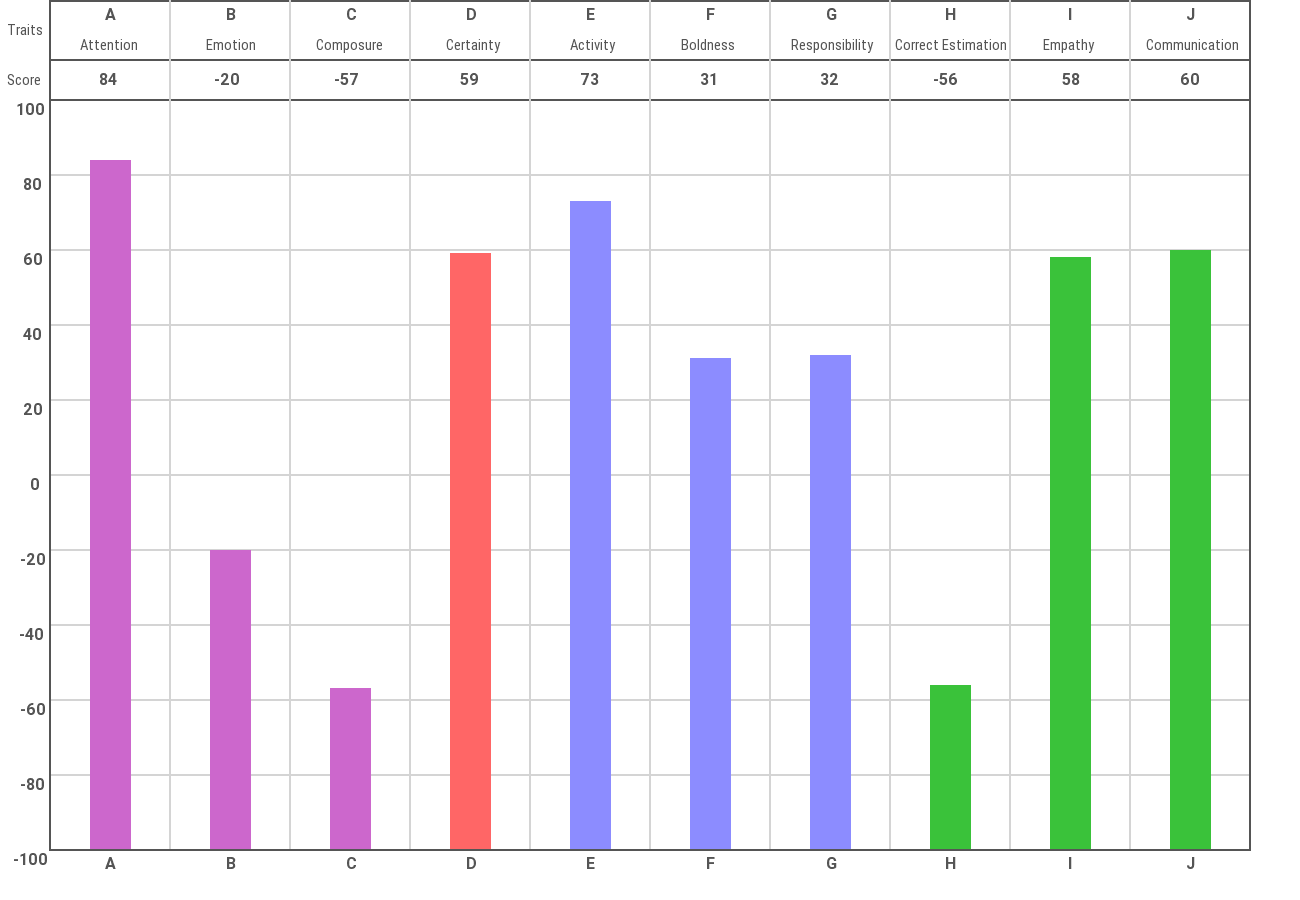 Traits A B C D E F G H I J
Attention Emotion Composure Certainty Activity Boldness Responsibility Correct Estimation Empathy Communication
Score 84 -20 -57 59 73 31 32 -56 58 60
100
80
60
40
20
0
-20
-40
-60
-80
-100
A B C D E F G H I J